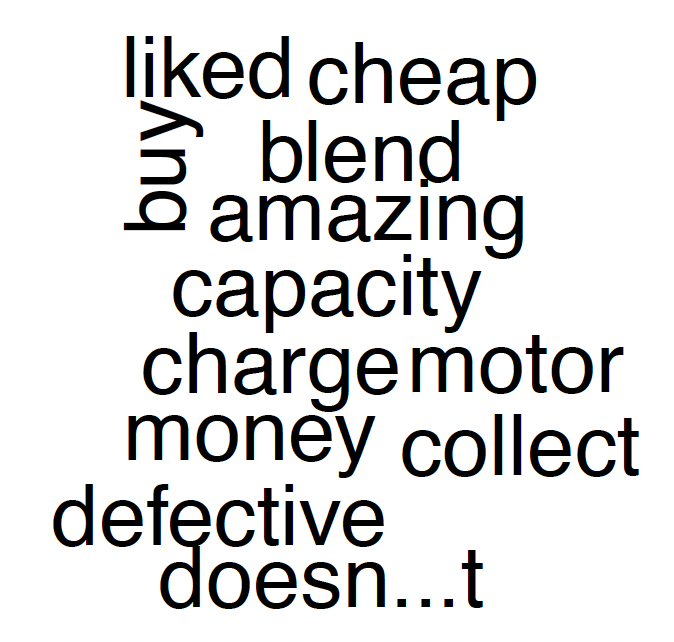 liked cheap
buy
blend
amazing
capacity
charge motor
money collect
defective
doesn...t